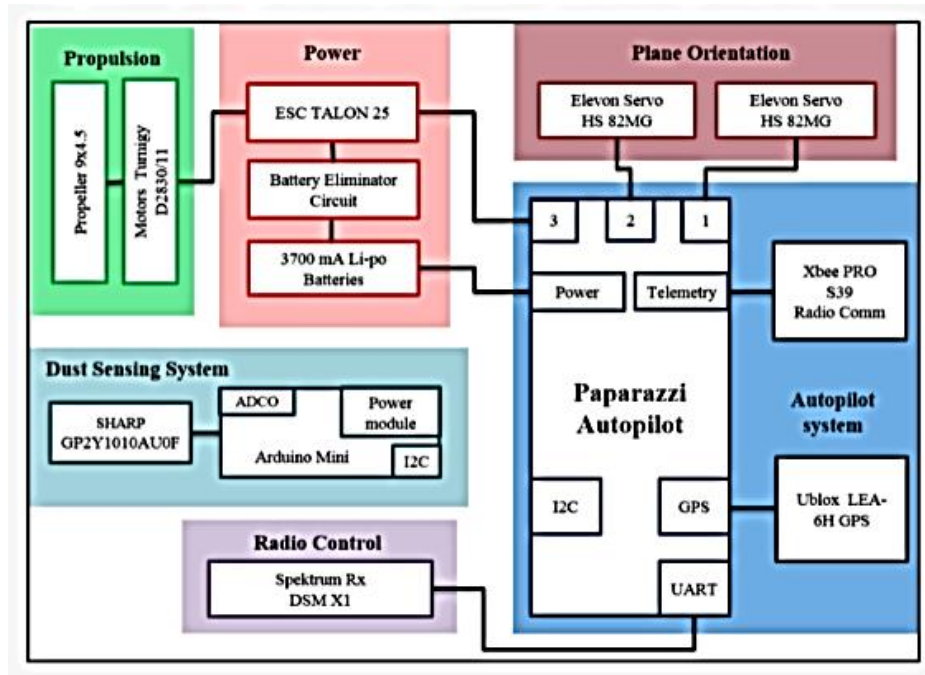 Propulsion
Propeller 9x4.5
Motors Turnigy
D2830/11
Power
ESC TALON 25
Battery Eliminator
Circuit
3700 mA Li-po
Batteries
Plane Orientation
Elevon Servo
HS 82MG
Elevon Servo
HS 82MG
3
2
1
Power
Telemetry
Paparazzi
Autopilot
I2C
GPS
UART
Xbee PRO
S39
Radio Comm
Autopilot
system
Ublox LEA-
6H GPS
Dust Sensing System
SHARP
GP2Y1010AU0F
ADCO
Power
module
Arduino Mini
I2C
Radio Control
Spektrum Rx
DSM X1